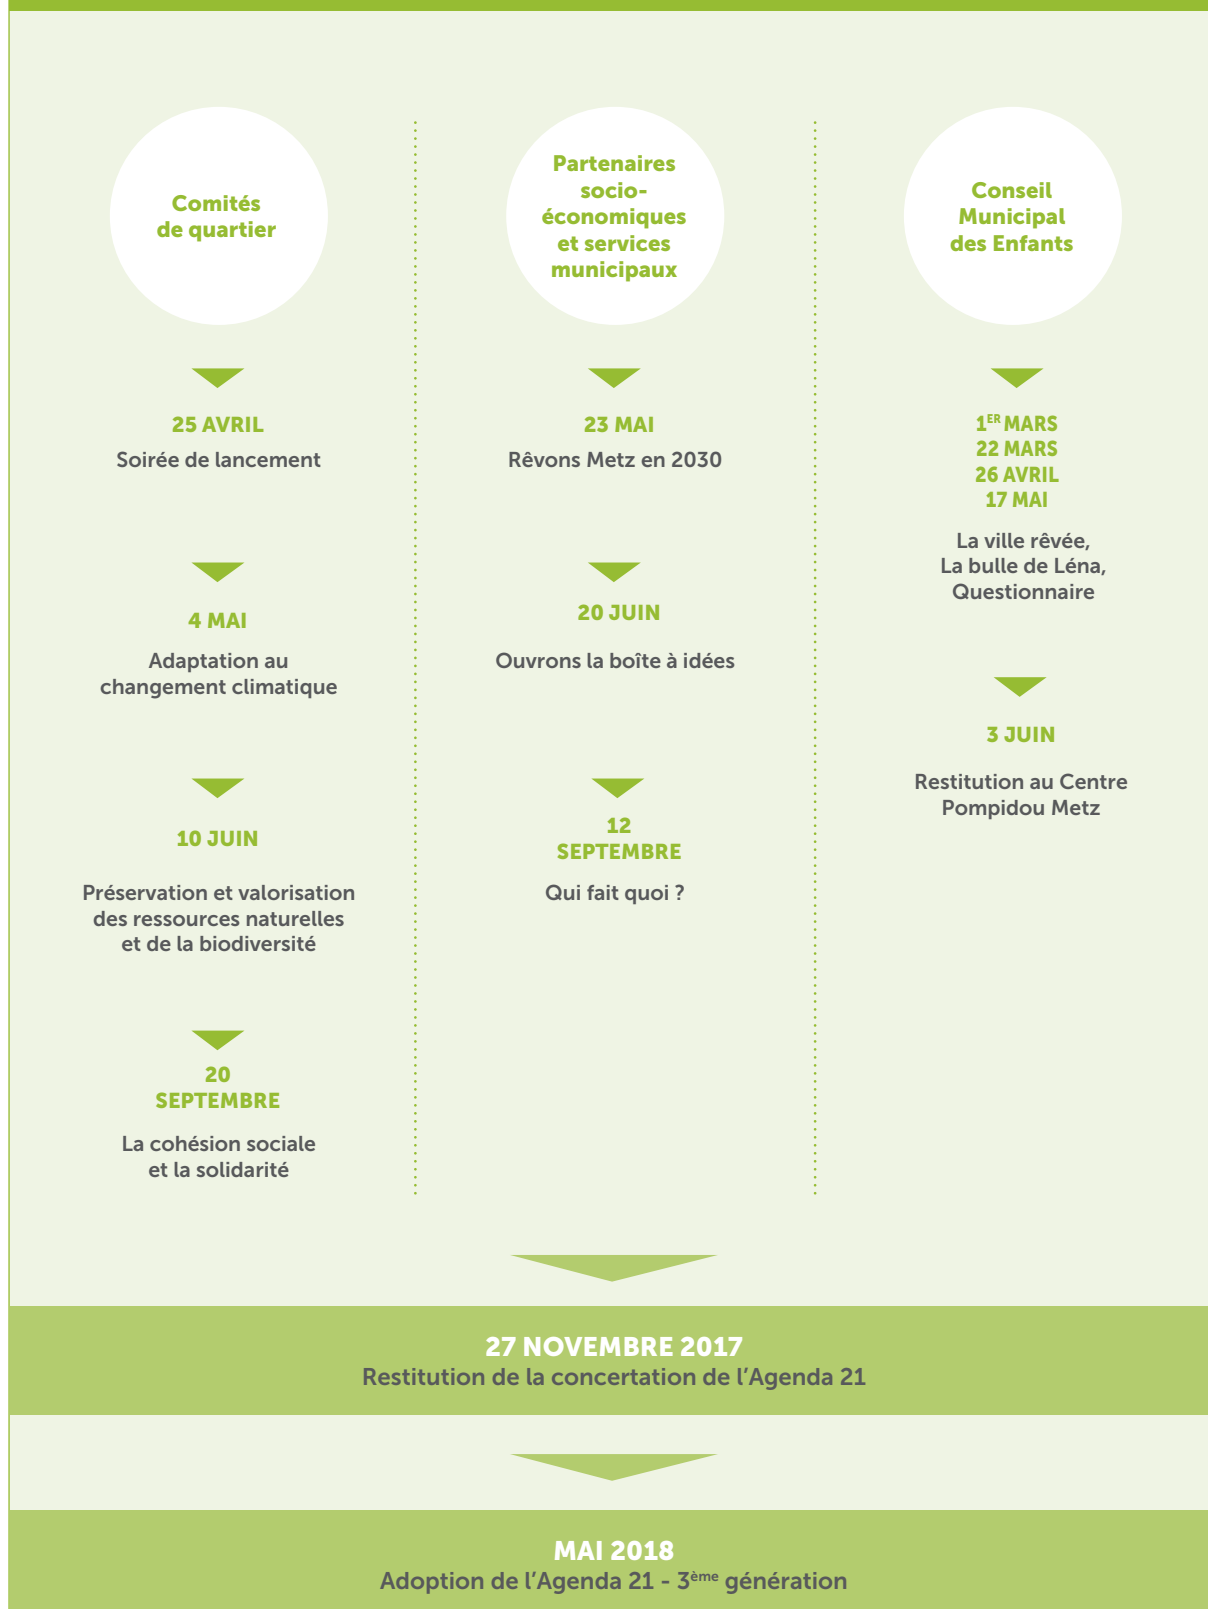 Comités
de quartier
25 AVRIL
Soirée de lancement
4 MAI
Adaptation au
changement climatique
10 JUIN
Préservation et valorisation
des ressources naturelles
et de la biodiversité
20
SEPTEMBRE
La cohésion sociale
et la solidarité
Partenaires
socio-
économiques
et services
municipaux
23 MAI
Rêvons Metz en 2030
20 JUIN
Ouvrons la boîte à idées
12
SEPTEMBRE
Qui fait quoi ?
Conseil
Municipal
des Enfants
1ER MARS
22 MARS
26 AVRIL
17 MAI
La ville rêvée,
La bulle de Léna,
Questionnaire
3 JUIN
Restitution au Centre
Pompidou Metz
27 NOVEMBRE 2017
Restitution de la concertation de l’Agenda 21
MAI 2018
Adoption de l’Agenda 21 - 3ème génération